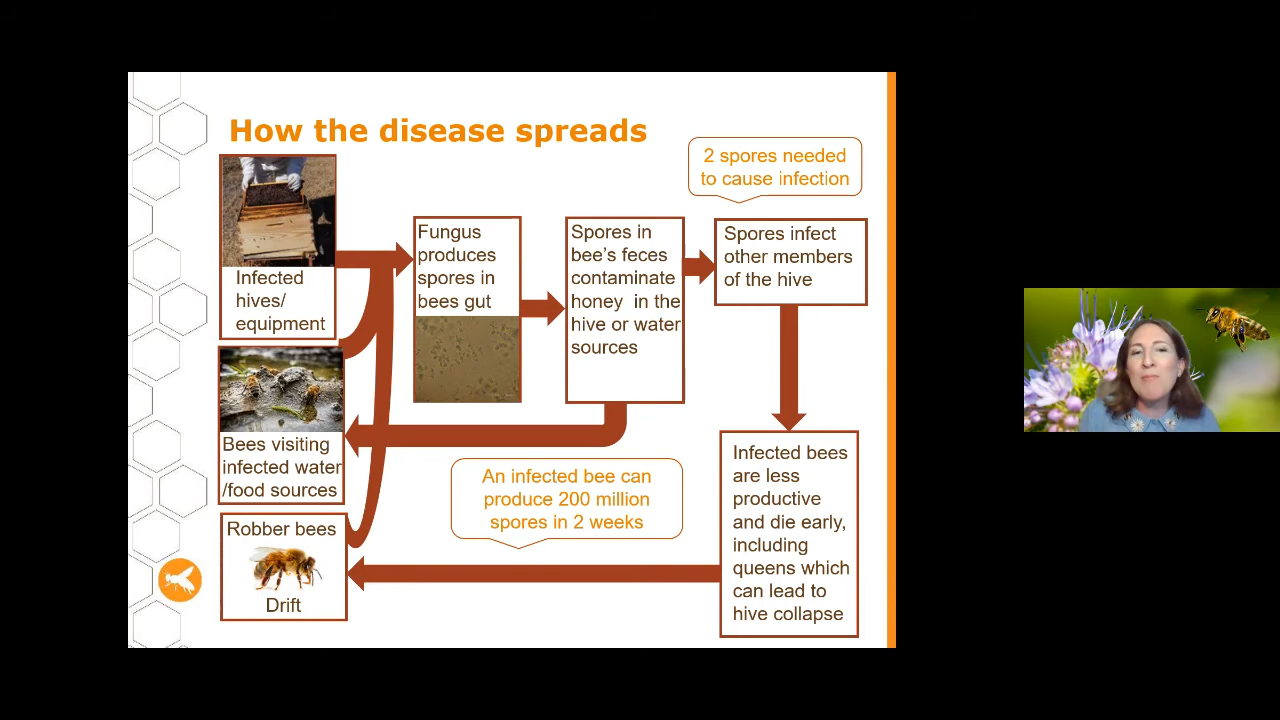 How the disease spreads
2 spores needed
to cause infection
Infected
hives/
equipment
Fungus
produces
spores in
bees gut
Spores in
bee's feces
contaminate
honey in the
hive or water
sources
Spores infect
other members
of the hive
Bees visiting
infected water
/food sources
An infected bee can
produce 200 million
spores in 2 weeks
Infected bees
are less
productive
and die early,
including
queens which
can lead to
hive collapse
Robber bees
Drift